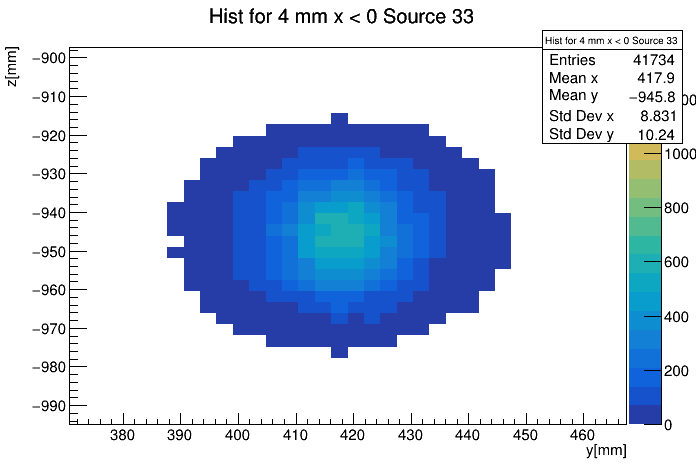 Hist for 4 mm x < 0 Source 33
z[mm]
Hist for 4 mm x < 0 Source 33
Entries 41734
Mean x 417.9
Mean y −945.8
Std Dev x 8.831
Std Dev y 10.24
−900
−910
−920
−930
−940
−950
−960
−970
−980
−990
1000
800
600
400
200
0
380 390 400 410 420 430 440 450 460
y[mm]